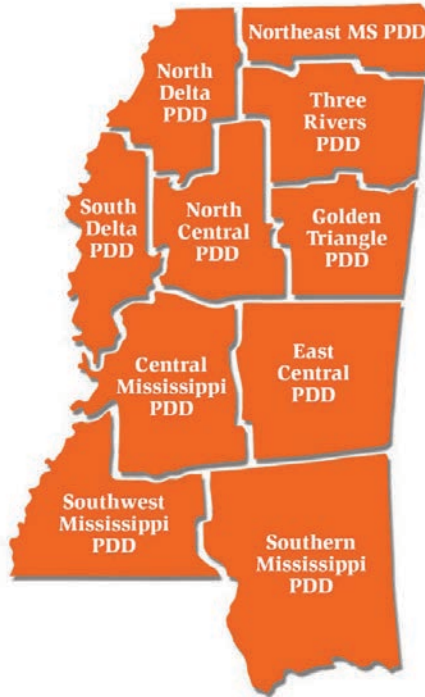 Northeast MS PDD
North
Delta
PDD
Three
Rivers
PDD
South
Delta
PDD
North
Central
PDD
Golden
Triangle
PDD
Central
Mississippi
PDD
East
Central
PDD
Southwest
Mississippi
PDD
Southern
Mississippi
PDD